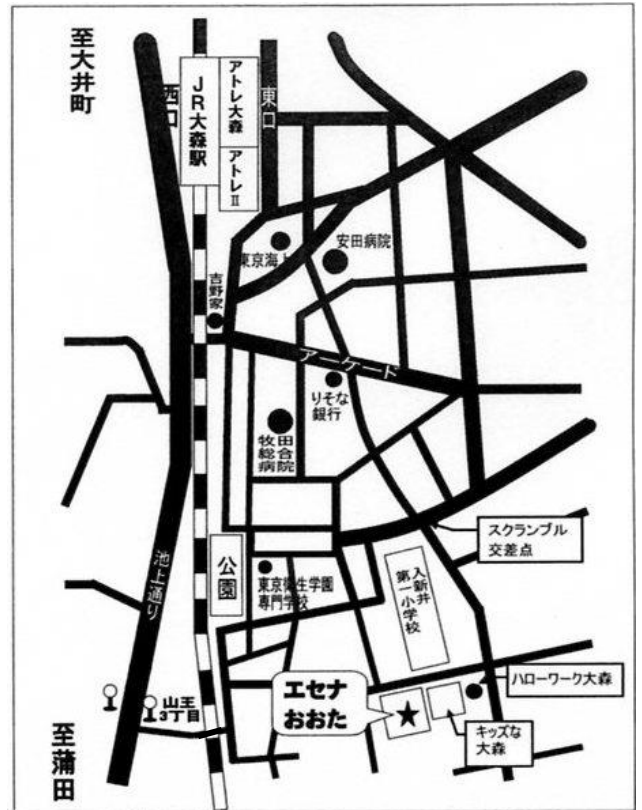 至大井町
西口
JR大森駅
アトレ大森
アトレⅡ
東口
東京海上
安田病院
吉野家
アーケード
りそな
銀行
牧田
総合
病院
スクランブル
交差点
池上通り
公園
東京衛生学園
専門学校
入新井
第一小学校
エセナ
おおた
ハローワーク大森
キッズな
大森
山王
3丁目
至蒲田